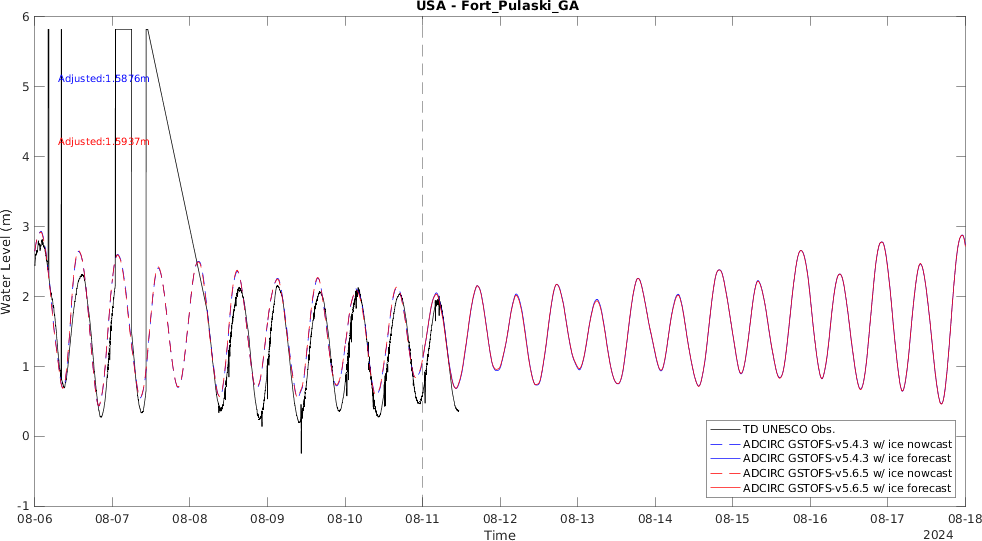 USA - Fort_Pulaski_GA
6
5
4
3
2
1
0
-1
Water Level (m)
Adjusted:1.5876m
Adjusted:1.5937m
TD UNESCO Obs.
ADCIRC GSTOFS-v5.4.3 w/ ice nowcast
ADCIRC GSTOFS-v5.4.3 w/ ice forecast
ADCIRC GSTOFS-v5.6.5 w/ ice nowcast
ADCIRC GSTOFS-v5.6.5 w/ ice forecast
08-06 08-07 08-08 08-09 08-10 08-11 08-12 08-13 08-14 08-15 08-16 08-17 08-18
Time
2024